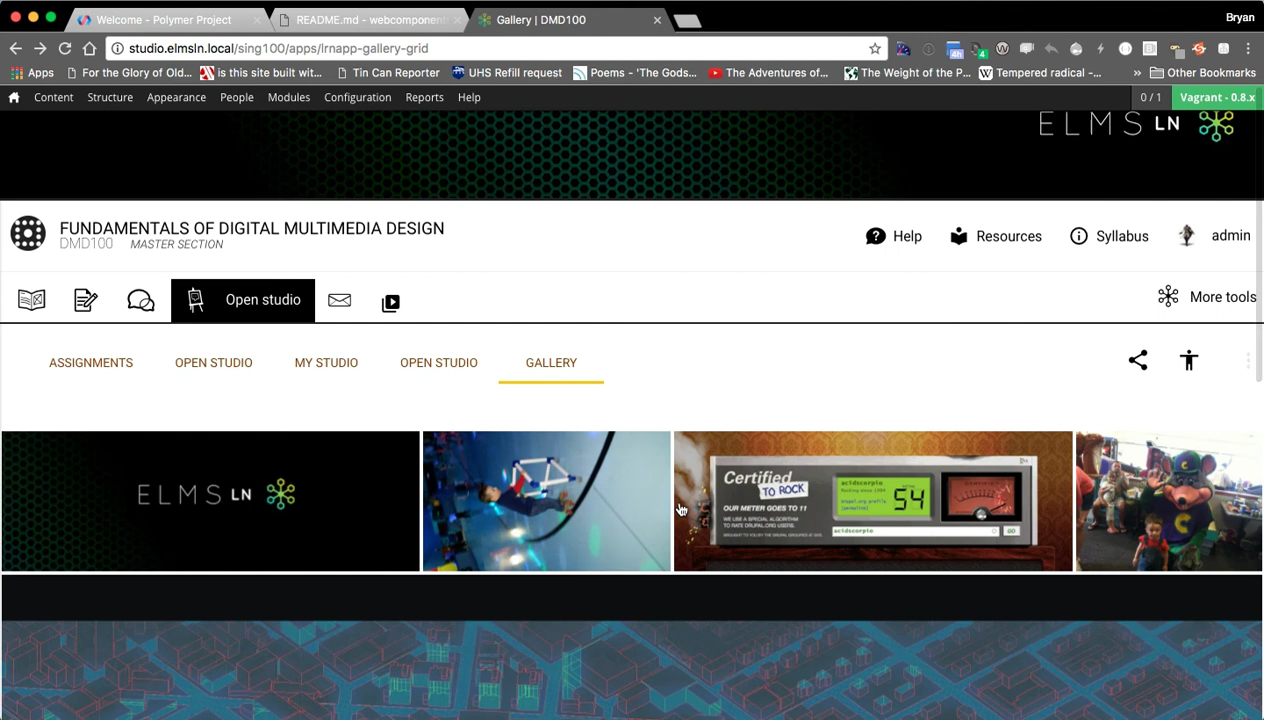 Welcome - Polymer Project
README.md - webcomponent
Gallery | DMD100
Bryan
studio.elmsln.local/sing100/apps/lrnapp-gallery-grid
4h
4
Apps
For the Glory of Old...
is this site built wit...
Tin Can Reporter
UHS Refill request
Poems - 'The Gods...
The Adventures of...
The Weight of the P...
Tempered radical -...
»
Other Bookmarks
Content
Structure
Appearance
People
Modules
Configuration
Reports
Help
0 / 1
Vagrant - 0.8.x
ELMS LN
FUNDAMENTALS OF DIGITAL MULTIMEDIA DESIGN
DMD100
MASTER SECTION
Help
Resources
Syllabus
admin
Open studio
More tools
ASSIGNMENTS
OPEN STUDIO
MY STUDIO
OPEN STUDIO
GALLERY
ELMS LN
Certified
TO ROCK
OUR METER GOES TO 11
WE USE A SPECIAL ALGORITHM
TO RATE DRUPAL.ORG USERS.
acidscorpio
54
acidscorpio
GO
C